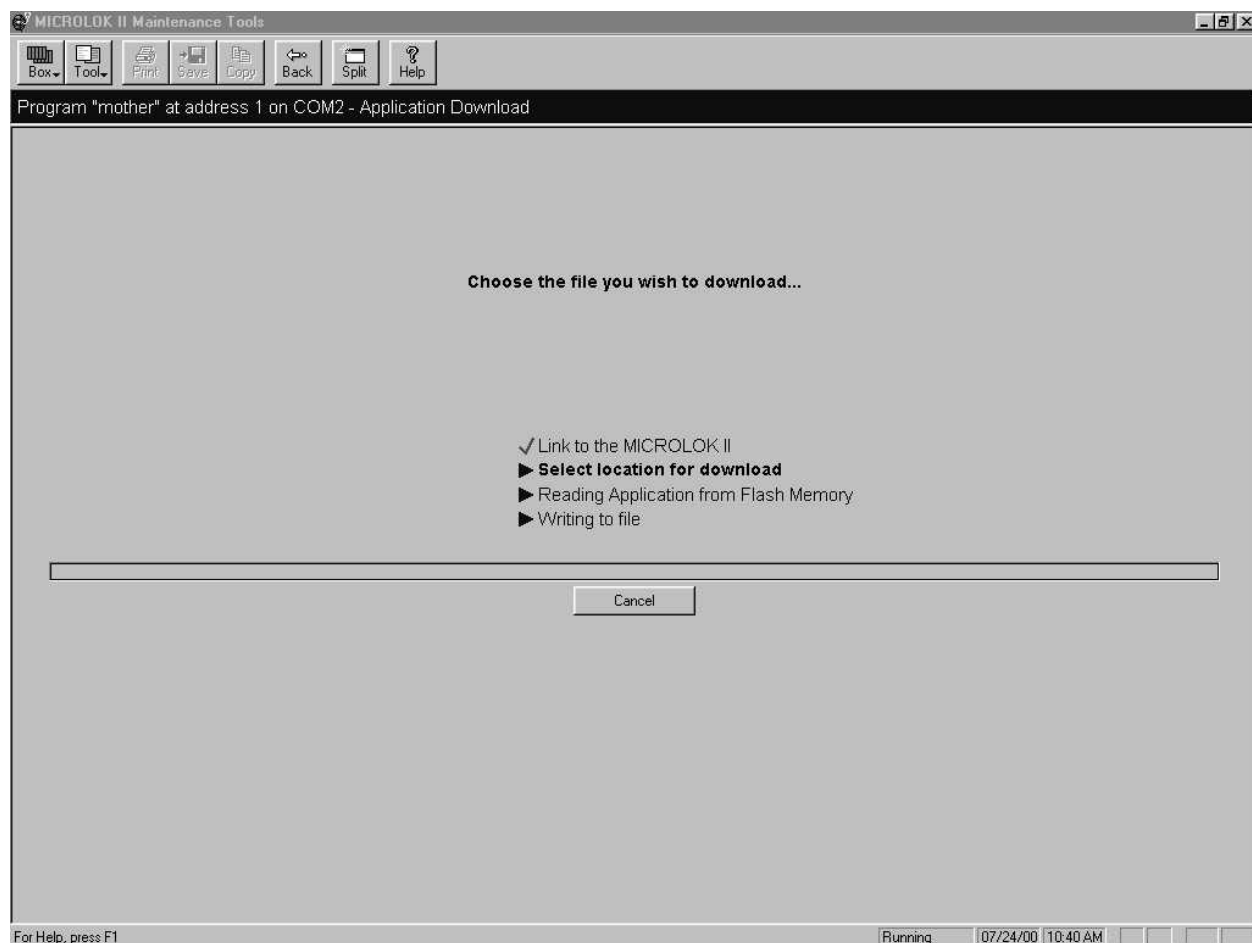 MICROLOK II Maintenance Tools
Box Tool Print Save Copy Back Split Help
Program "mother" at address 1 on COM2 - Application Download
Choose the file you wish to download...
Link to the MICROLOK II
Select location for download
Reading Application from Flash Memory
Writing to file
Cancel
For Help, press F1 Running 07/24/00 10:40 AM